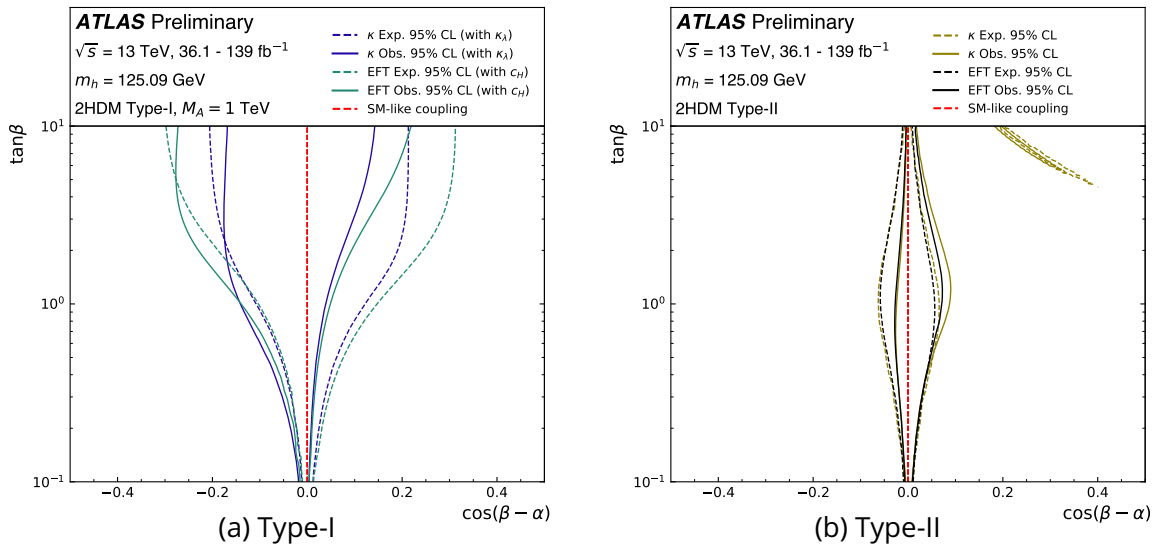 ATLAS Preliminary
√s = 13 TeV, 36.1 - 139 fb⁻¹
m_h = 125.09 GeV
2HDM Type-I, M_A = 1 TeV
κ Exp. 95% CL (with κ_λ)
κ Obs. 95% CL (with κ_λ)
EFT Exp. 95% CL (with c_H)
EFT Obs. 95% CL (with c_H)
SM-like coupling
tanβ
10¹
10⁰
10⁻¹
−0.4 −0.2 0.0 0.2 0.4
cos(β − α)
(a) Type-I
ATLAS Preliminary
√s = 13 TeV, 36.1 - 139 fb⁻¹
m_h = 125.09 GeV
2HDM Type-II
κ Exp. 95% CL
κ Obs. 95% CL
EFT Exp. 95% CL
EFT Obs. 95% CL
SM-like coupling
tanβ
10¹
10⁰
10⁻¹
−0.4 −0.2 0.0 0.2 0.4
cos(β − α)
(b) Type-II